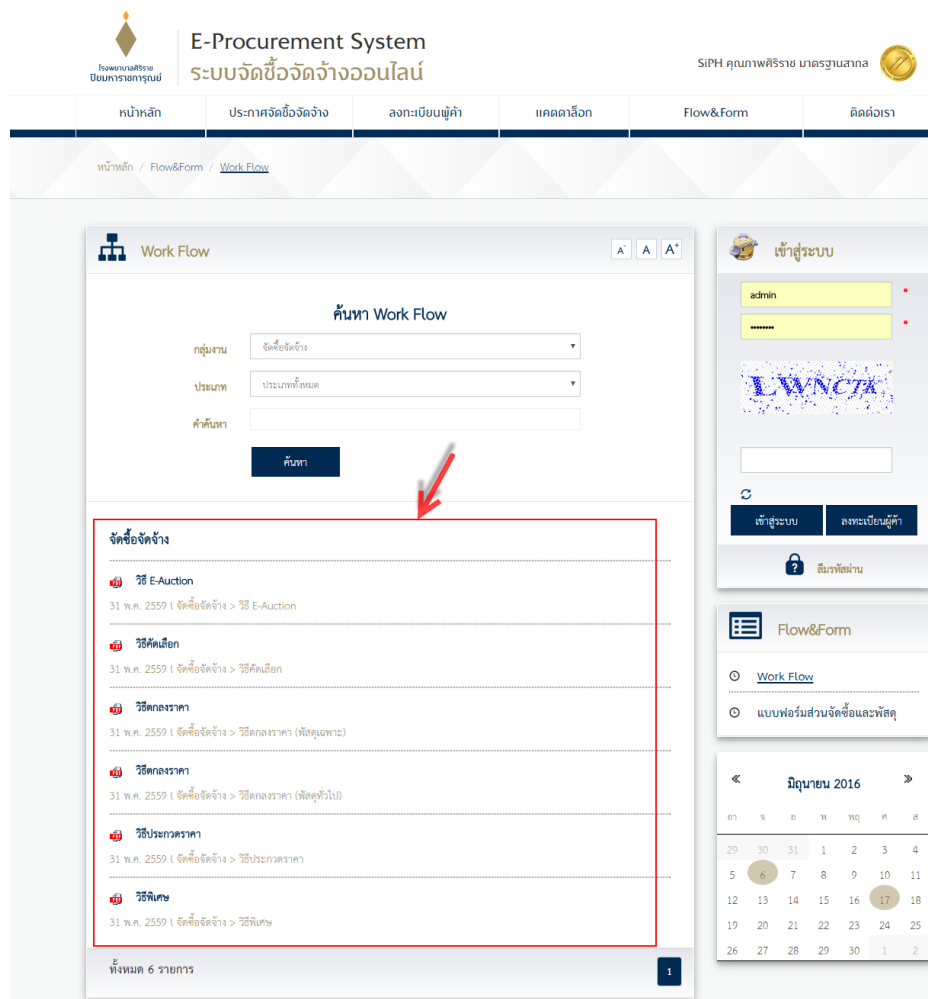 โรงพยาบาลศิริราช
ปิยมหาราชการุณย์
E-Procurement System
ระบบจัดซื้อจัดจ้างออนไลน์
SiPH คุณภาพศิริราช มาตรฐานสากล
หน้าหลัก ประกาศจัดซื้อจัดจ้าง ลงทะเบียนผู้ค้า แคตตาล็อก Flow&Form ติดต่อเรา
หน้าหลัก / Flow&Form / Work Flow
Work Flow
A- A A+
ค้นหา Work Flow
กลุ่มงาน จัดซื้อจัดจ้าง
ประเภท ประเภททั้งหมด
คำค้นหา
ค้นหา
จัดซื้อจัดจ้าง
วิธี E-Auction
31 พ.ค. 2559 l จัดซื้อจัดจ้าง > วิธี E-Auction
วิธีคัดเลือก
31 พ.ค. 2559 l จัดซื้อจัดจ้าง > วิธีคัดเลือก
วิธีตกลงราคา
31 พ.ค. 2559 l จัดซื้อจัดจ้าง > วิธีตกลงราคา (พัสดุเฉพาะ)
วิธีตกลงราคา
31 พ.ค. 2559 l จัดซื้อจัดจ้าง > วิธีตกลงราคา (พัสดุทั่วไป)
วิธีประกวดราคา
31 พ.ค. 2559 l จัดซื้อจัดจ้าง > วิธีประกวดราคา
วิธีพิเศษ
31 พ.ค. 2559 l จัดซื้อจัดจ้าง > วิธีพิเศษ
ทั้งหมด 6 รายการ
1
เข้าสู่ระบบ
admin *
•••••••• *
LWNC7A
เข้าสู่ระบบ ลงทะเบียนผู้ค้า
ลืมรหัสผ่าน
Flow&Form
Work Flow
แบบฟอร์มส่วนจัดซื้อและพัสดุ
« มิถุนายน 2016 »
อา จ อ พ พฤ ศ ส
29 30 31 1 2 3 4
5 6 7 8 9 10 11
12 13 14 15 16 17 18
19 20 21 22 23 24 25
26 27 28 29 30 1 2